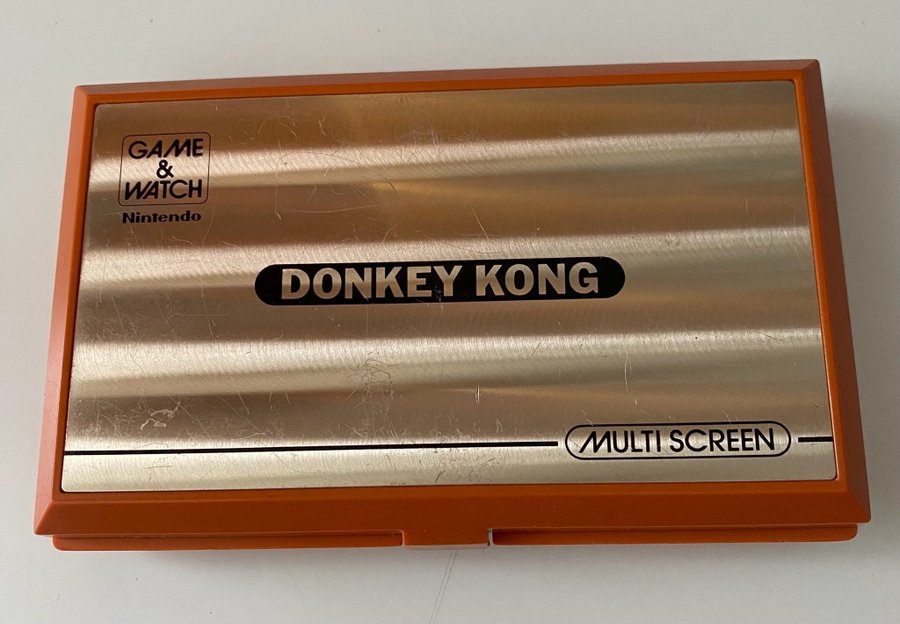 GAME
&
WATCH
Nintendo
DONKEY KONG
MULTI SCREEN